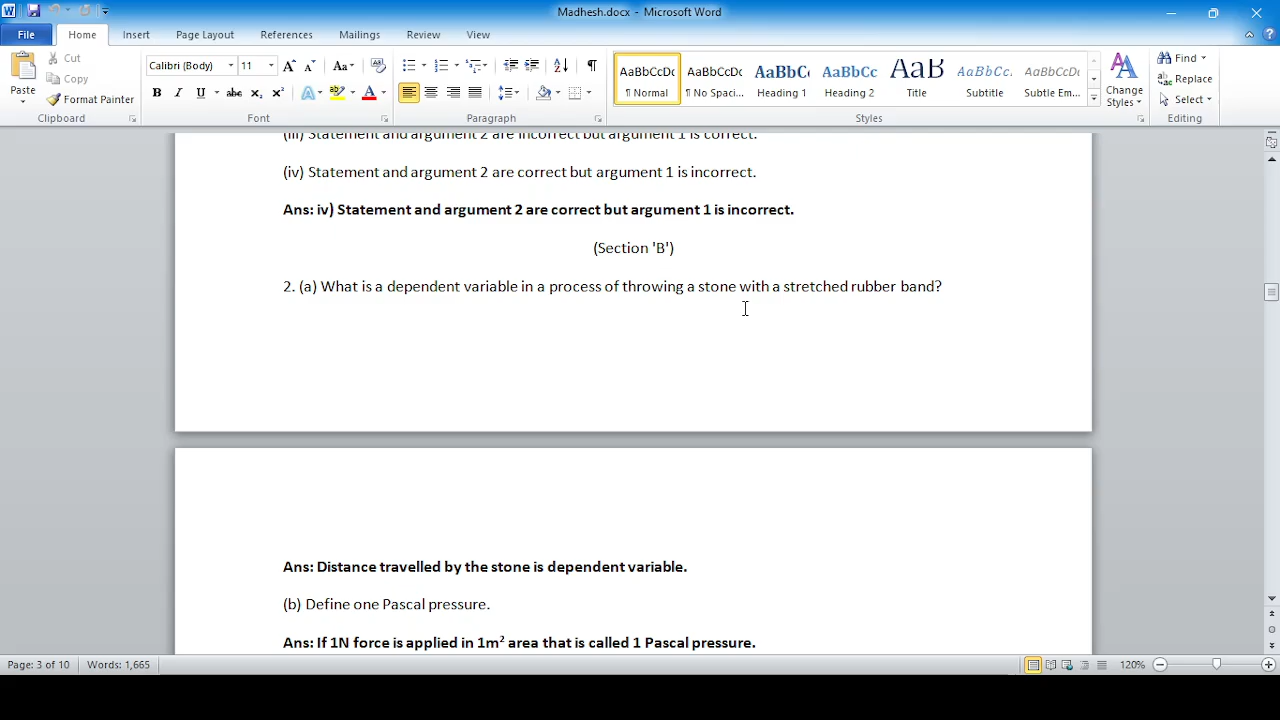 Madhesh.docx - Microsoft Word
File Home Insert Page Layout References Mailings Review View
Paste
Cut
Copy
Format Painter
Clipboard
Calibri (Body) 11
Font
Paragraph
AaBbCcDc AaBbCcDc AaBbCc AaBbCc AaB AaBbCc. AaBbCcDc
¶ Normal ¶ No Spaci... Heading 1 Heading 2 Title Subtitle Subtle Em...
Styles
Change Styles
Find
Replace
Select
Editing
(iii) Statement and argument 2 are incorrect but argument 1 is correct.
(iv) Statement and argument 2 are correct but argument 1 is incorrect.
Ans: iv) Statement and argument 2 are correct but argument 1 is incorrect.
(Section 'B')
2. (a) What is a dependent variable in a process of throwing a stone with a stretched rubber band?
Ans: Distance travelled by the stone is dependent variable.
(b) Define one Pascal pressure.
Ans: If 1N force is applied in 1m² area that is called 1 Pascal pressure.
Page: 3 of 10 Words: 1,665 120%